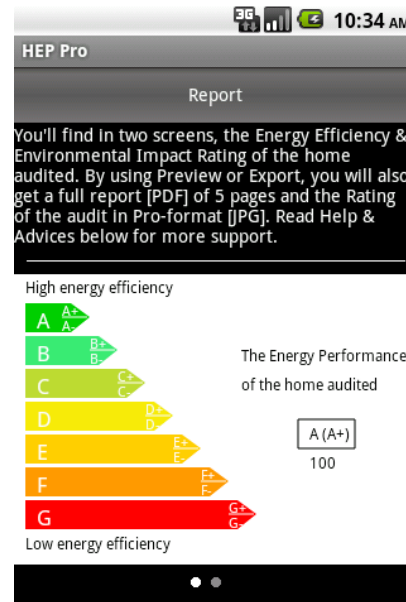 3G
10:34 AM
HEP Pro
Report
You'll find in two screens, the Energy Efficiency &
Environmental Impact Rating of the home
audited. By using Preview or Export, you will also
get a full report [PDF] of 5 pages and the Rating
of the audit in Pro-format [JPG]. Read Help &
Advices below for more support.
High energy efficiency
A A+ A-
B B+ B-
C C+ C-
D D+ D-
E E+ E-
F F+ F-
G G+ G-
Low energy efficiency
The Energy Performance
of the home audited
A (A+)
100